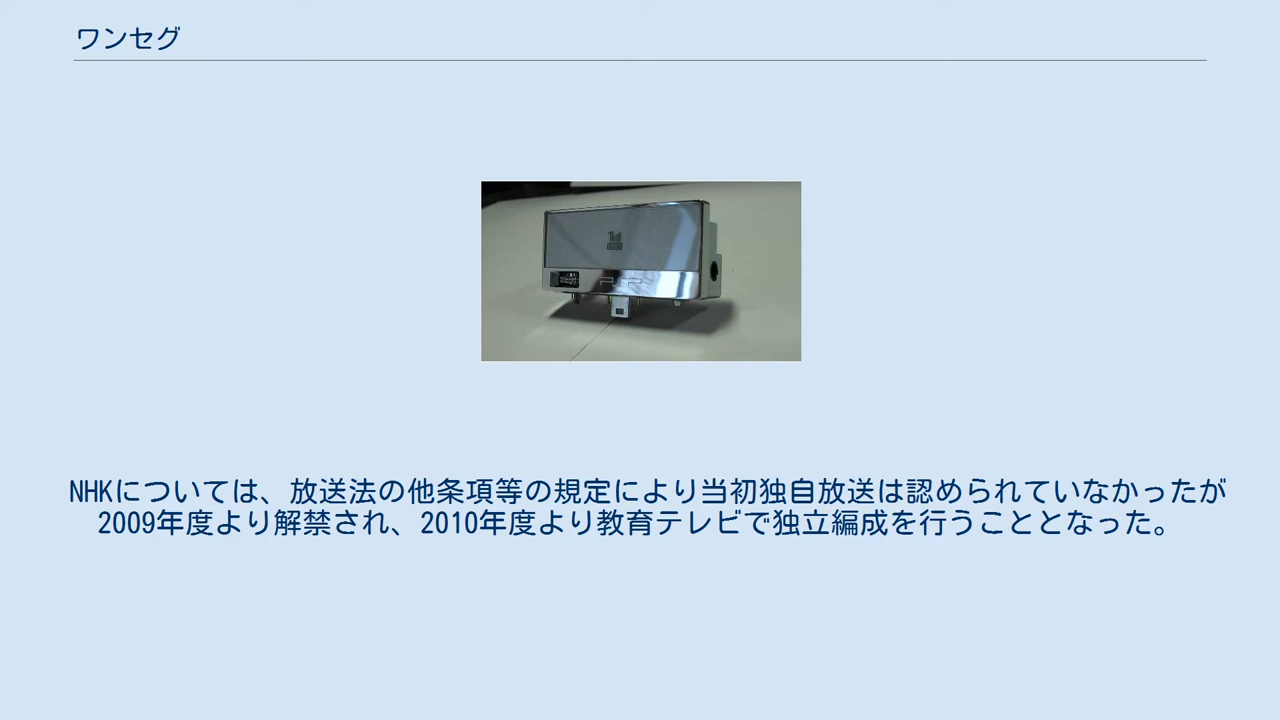 ワンセグ
NHKについては、放送法の他条項等の規定により当初独自放送は認められていなかったが
2009年度より解禁され、2010年度より教育テレビで独立編成を行うこととなった。